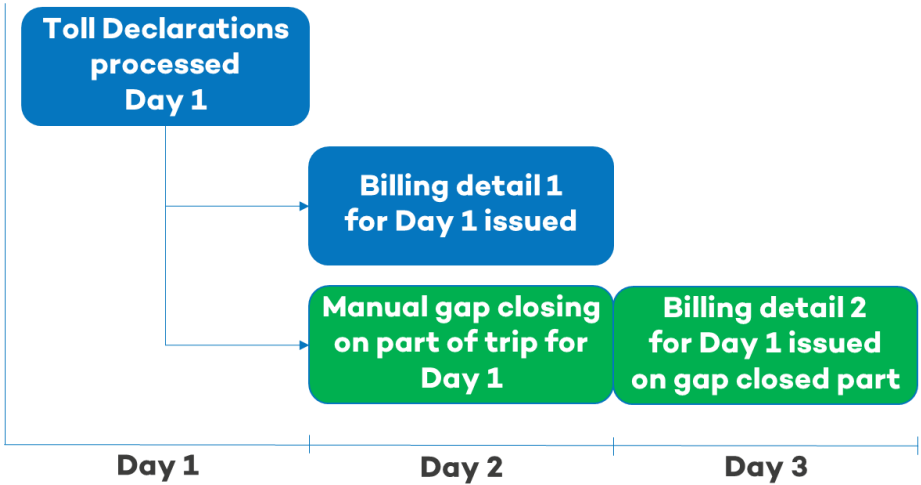 Toll Declarations
processed
Day 1
Billing detail 1
for Day 1 issued
Manual gap closing
on part of trip for
Day 1
Billing detail 2
for Day 1 issued
on gap closed part
Day 1
Day 2
Day 3